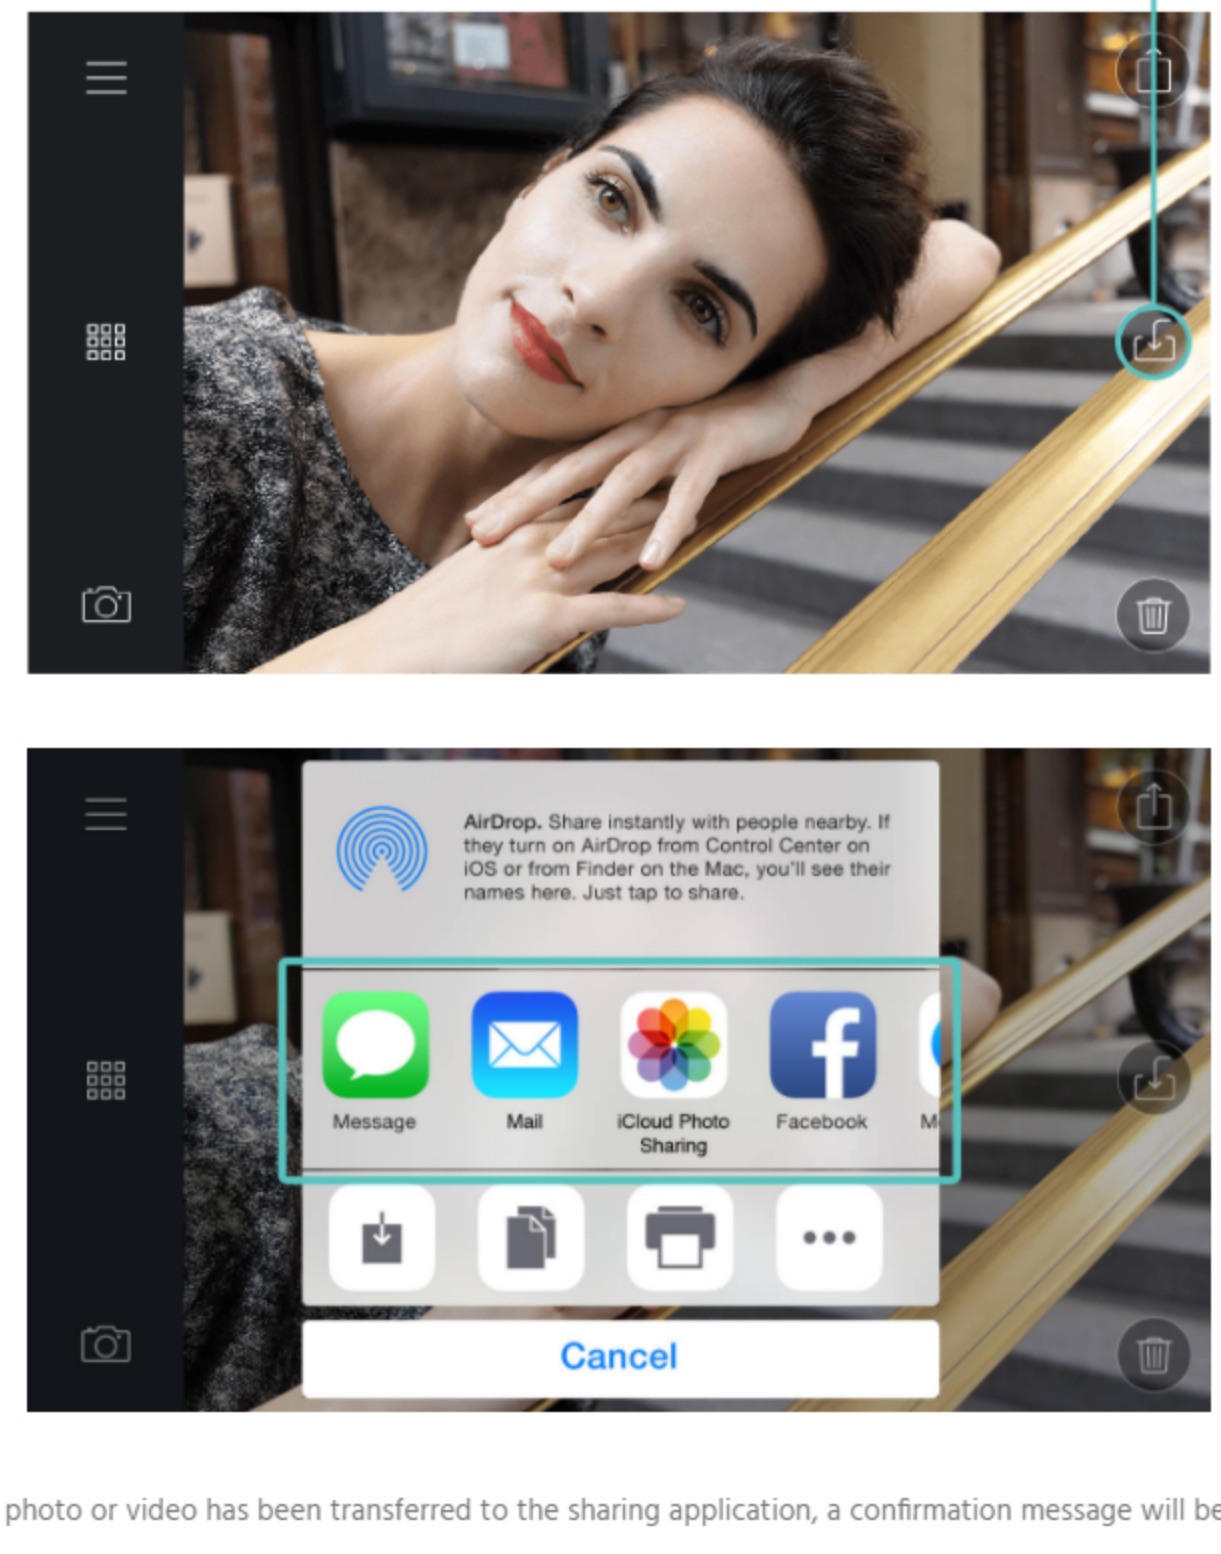 AirDrop. Share instantly with people nearby. If
they turn on AirDrop from Control Center on
iOS or from Finder on the Mac, you'll see their
names here. Just tap to share.
Message
Mail
iCloud Photo
Sharing
Facebook
Cancel
photo or video has been transferred to the sharing application, a confirmation message will be